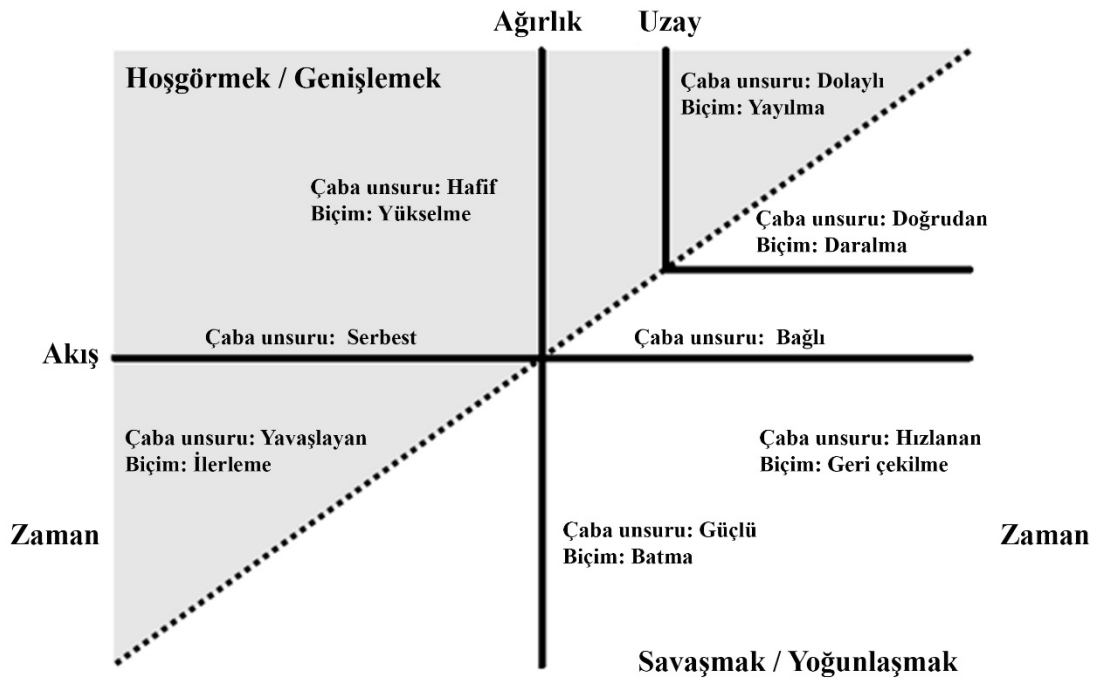 Ağırlık
Uzay
Hoşgörmek / Genişlemek
Çaba unsuru: Dolaylı
Biçim: Yayılma
Çaba unsuru: Hafif
Biçim: Yükselme
Çaba unsuru: Doğrudan
Biçim: Daralma
Akış
Çaba unsuru: Serbest
Çaba unsuru: Bağlı
Çaba unsuru: Yavaşlayan
Biçim: İlerleme
Çaba unsuru: Hızlanan
Biçim: Geri çekilme
Zaman
Çaba unsuru: Güçlü
Biçim: Batma
Zaman
Savaşmak / Yoğunlaşmak